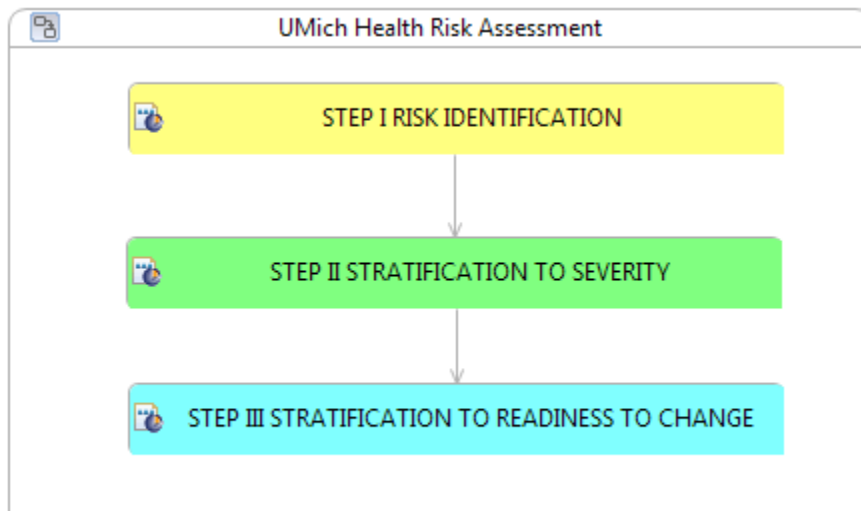 UMich Health Risk Assessment
STEP I RISK IDENTIFICATION
STEP II STRATIFICATION TO SEVERITY
STEP III STRATIFICATION TO READINESS TO CHANGE